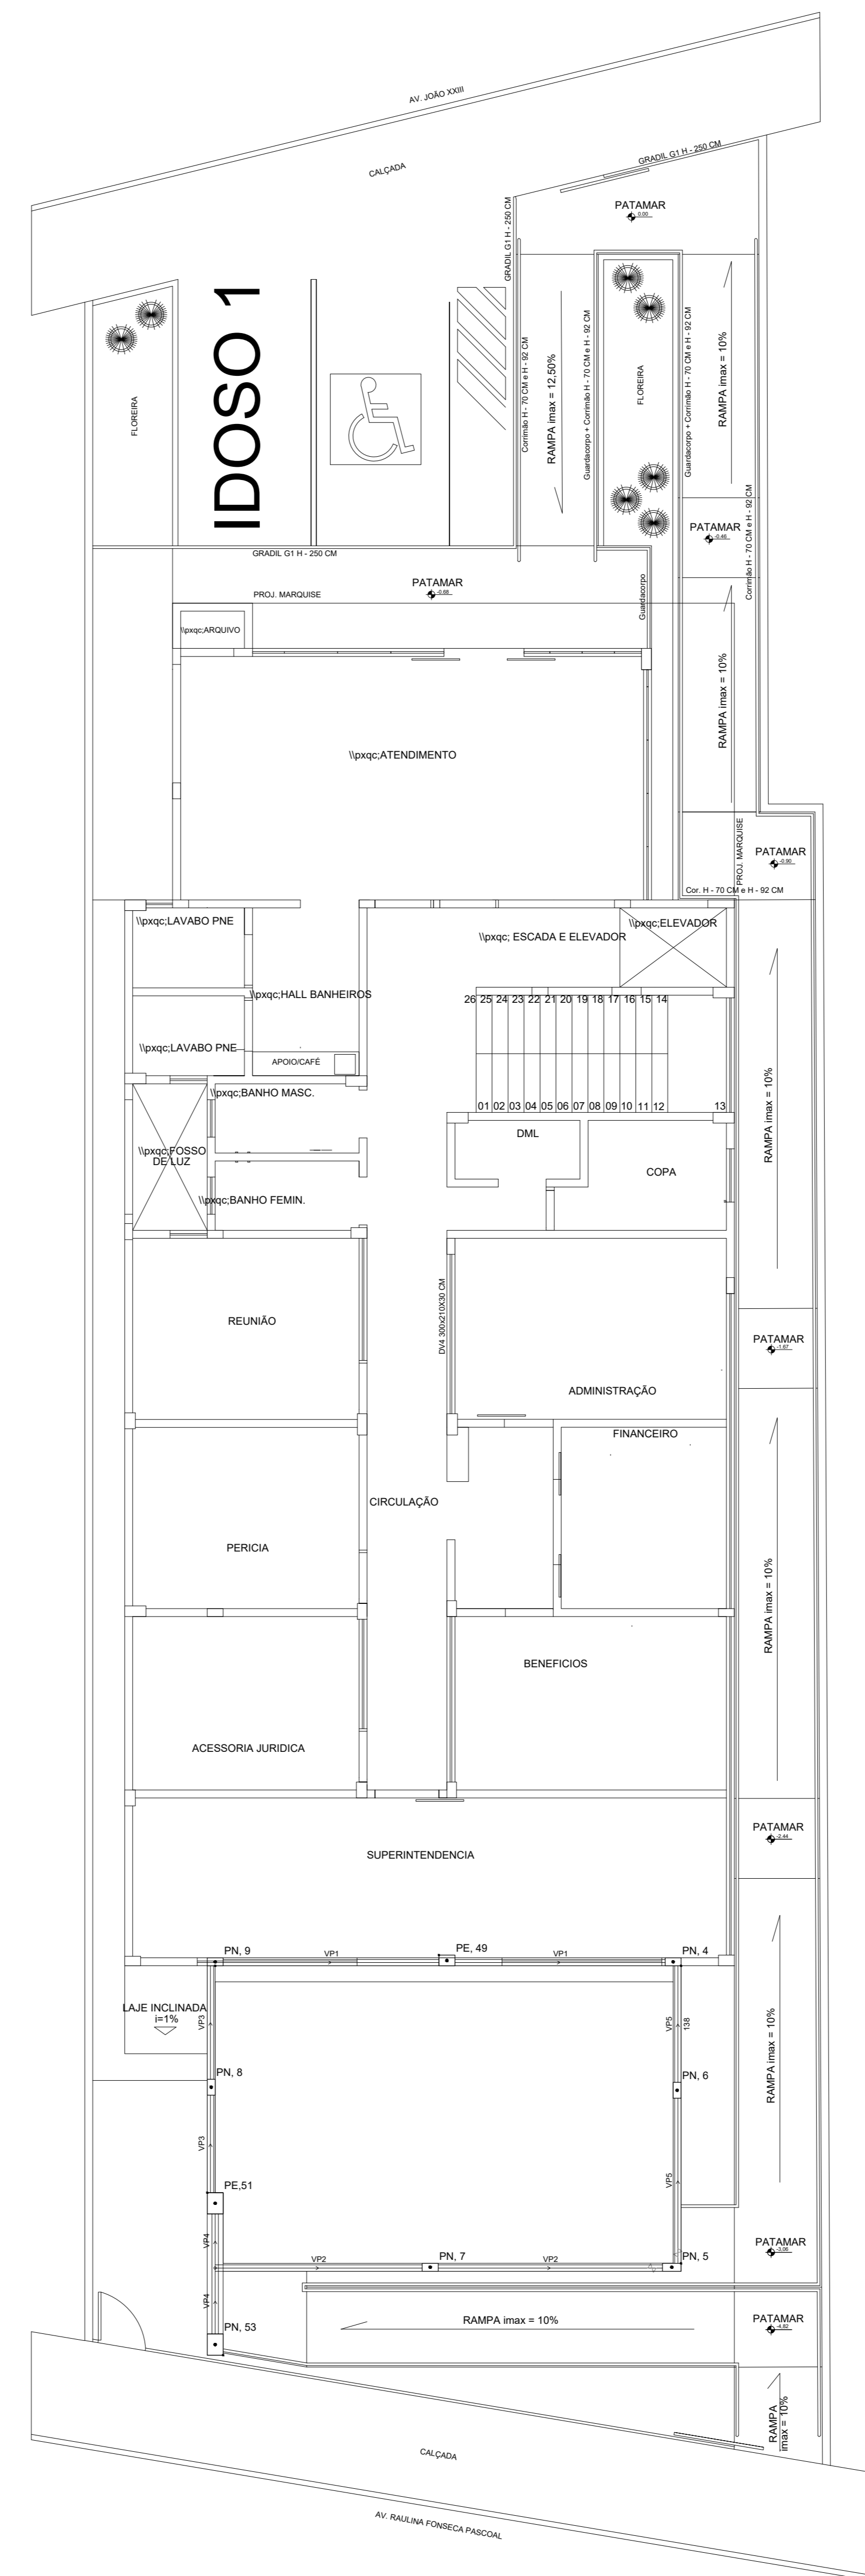 AV. JOÃO XXIII
CALÇADA
GRADIL G1 H - 250 CM
PATAMAR
0.00
GRADIL G1 H - 250 CM
IDOSO 1
FLOREIRA
Corrimão H - 70 CM e H - 92 CM
RAMPA imax = 12,50%
Guardacorpo + Corrimão H - 70 CM e H - 92 CM
FLOREIRA
Guardacorpo + Corrimão H - 70 CM e H - 92 CM
RAMPA imax = 10%
PATAMAR
-0.46
Corrimão H - 70 CM e H - 92 CM
GRADIL G1 H - 250 CM
PATAMAR
-0.68
PROJ. MARQUISE
Guardacorpo
\\pxqc;ARQUIVO
RAMPA imax = 10%
\\pxqc;ATENDIMENTO
PROJ. MARQUISE
PATAMAR
-0.90
Cor. H - 70 CM e H - 92 CM
\\pxqc;LAVABO PNE
\\pxqc;ELEVADOR
\\pxqc; ESCADA E ELEVADOR
\\pxqc;HALL BANHEIROS
26 25 24 23 22 21 20 19 18 17 16 15 14
\\pxqc;LAVABO PNE
APOIO/CAFÉ
\\pxqc;BANHO MASC.
01 02 03 04 05 06 07 08 09 10 11 12 13
RAMPA imax = 10%
DML
\\pxqc;FOSSO
DE LUZ
COPA
\\pxqc;BANHO FEMIN.
DV4 300x210X30 CM
REUNIÃO
PATAMAR
-1.67
ADMINISTRAÇÃO
FINANCEIRO
CIRCULAÇÃO
PERICIA
RAMPA imax = 10%
BENEFICIOS
ACESSORIA JURIDICA
PATAMAR
-2.44
SUPERINTENDENCIA
PN, 9
VP1
PE, 49
VP1
PN, 4
LAJE INCLINADA
i=1%
VP3
VP5
138
RAMPA imax = 10%
PN, 8
PN, 6
VP3
VP5
PE,51
VP4
PATAMAR
-3,06
VP2
PN, 7
VP2
PN, 5
VP4
PN, 53
RAMPA imax = 10%
PATAMAR
-4.82
RAMPA
imax = 10%
CALÇADA
AV. RAULINA FONSECA PASCOAL